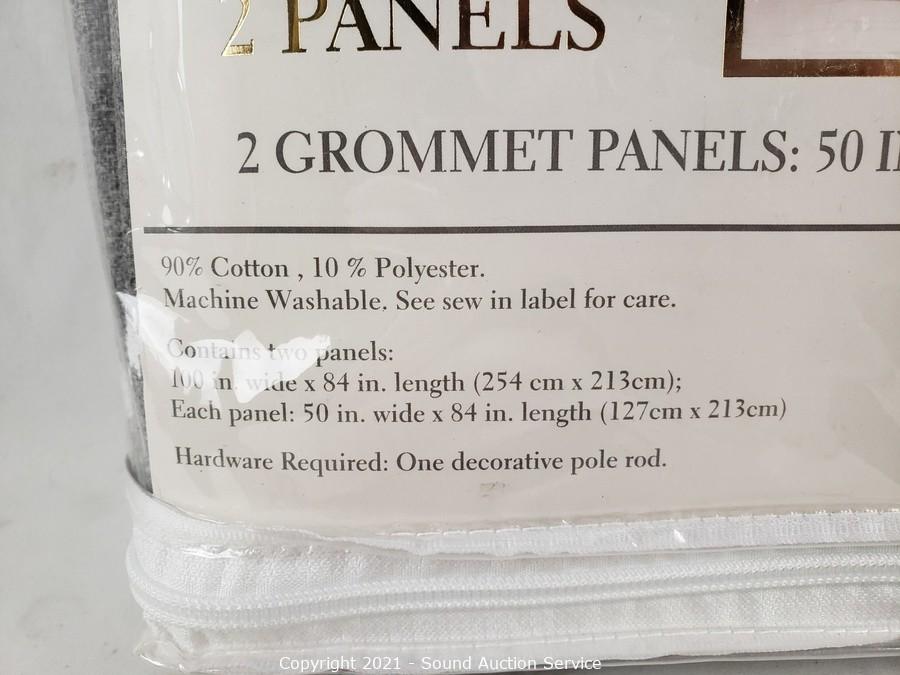 2 PANELS
2 GROMMET PANELS: 50
90% Cotton , 10 % Polyester.
Machine Washable. See sew in label for care.
Contains two panels:
100 in. wide x 84 in. length (254 cm x 213cm);
Each panel: 50 in. wide x 84 in. length (127cm x 213cm)
Hardware Required: One decorative pole rod.
Copyright 2021 - Sound Auction Service